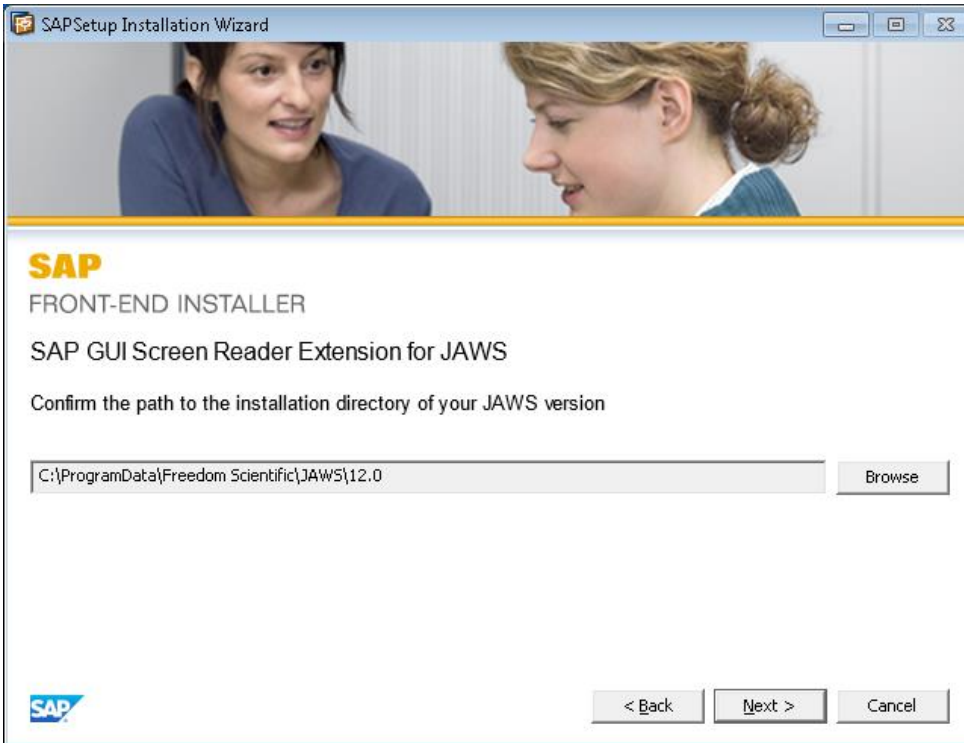 SAPSetup Installation Wizard
SAP
FRONT-END INSTALLER
SAP GUI Screen Reader Extension for JAWS
Confirm the path to the installation directory of your JAWS version
C:\ProgramData\Freedom Scientific\JAWS\12.0
Browse
SAP
< Back
Next >
Cancel